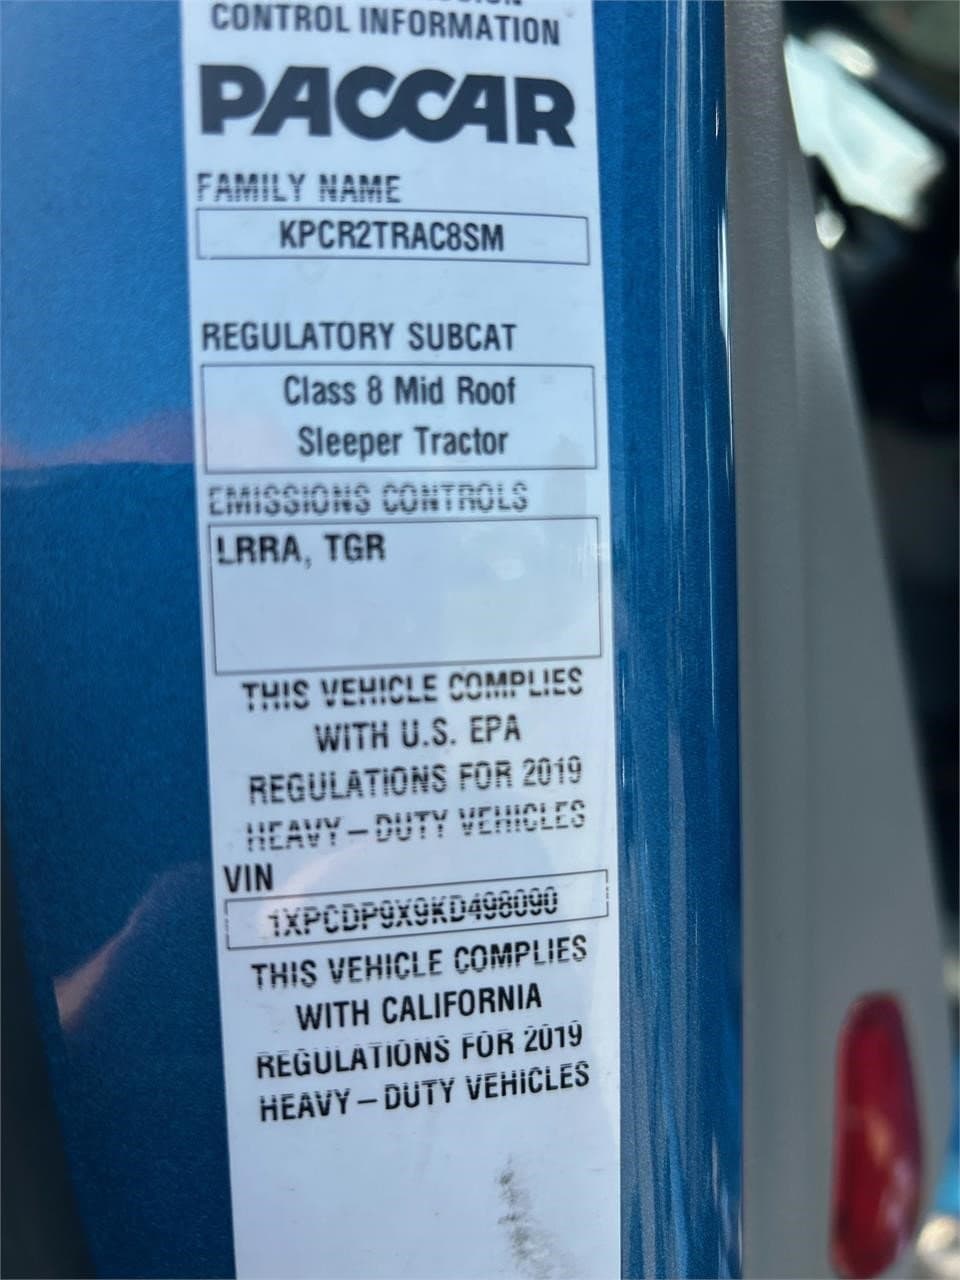 CONTROL INFORMATION
PACCAR
FAMILY NAME
KPCR2TRAC8SM
REGULATORY SUBCAT
Class 8 Mid Roof
Sleeper Tractor
EMISSIONS CONTROLS
LRRA, TGR
THIS VEHICLE COMPLIES
WITH U.S. EPA
REGULATIONS FOR 2019
HEAVY-DUTY VEHICLES
VIN
1XPCDP9X9KD498090
THIS VEHICLE COMPLIES
WITH CALIFORNIA
REGULATIONS FOR 2019
HEAVY-DUTY VEHICLES